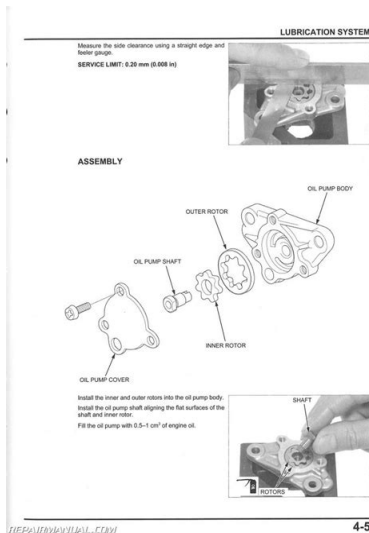 LUBRICATION SYSTEM
Measure the side clearance using a straight edge and
feeler gauge.
SERVICE LIMIT: 0.20 mm (0.008 in)
ASSEMBLY
OIL PUMP BODY
OUTER ROTOR
OIL PUMP SHAFT
INNER ROTOR
OIL PUMP COVER
Install the inner and outer rotors into the oil pump body.
Install the oil pump shaft aligning the flat surfaces of the
shaft and inner rotor.
Fill the oil pump with 0.5–1 cm³ of engine oil.
SHAFT
ROTORS
4-5
REPAIRMANUAL.COM